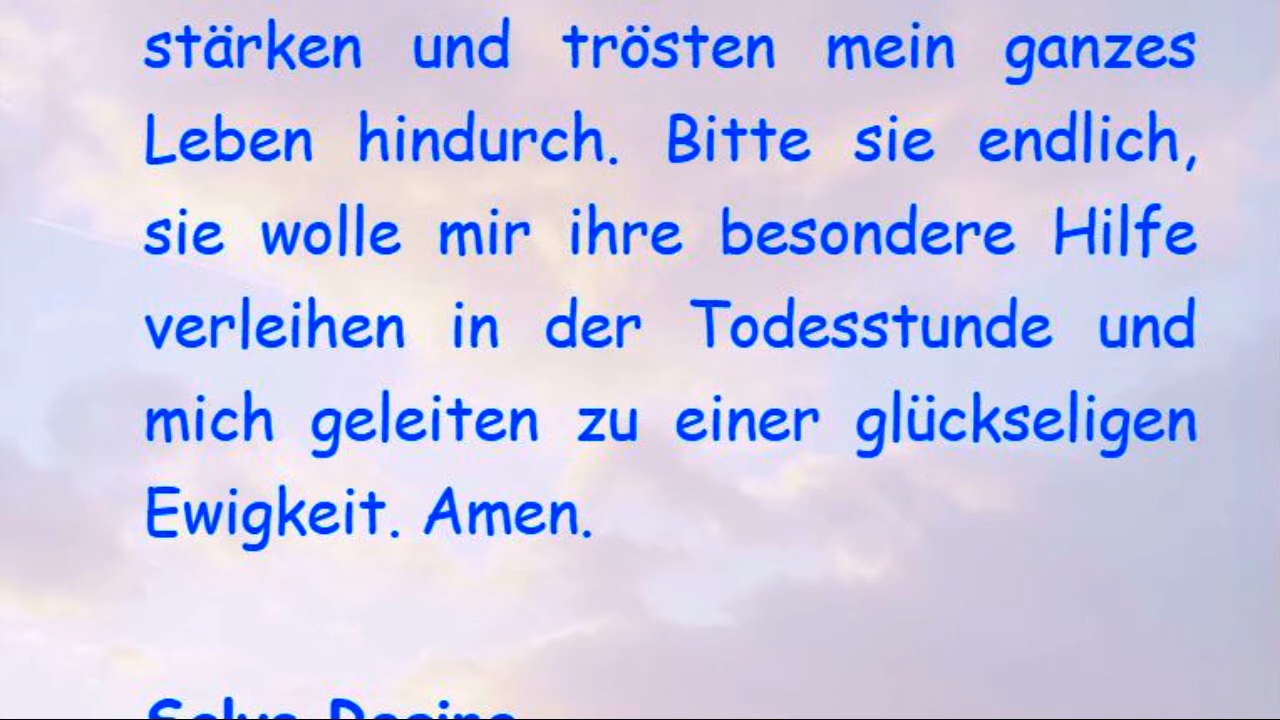 stärken und trösten mein ganzes
Leben hindurch. Bitte sie endlich,
sie wolle mir ihre besondere Hilfe
verleihen in der Todesstunde und
mich geleiten zu einer glückseligen
Ewigkeit. Amen.